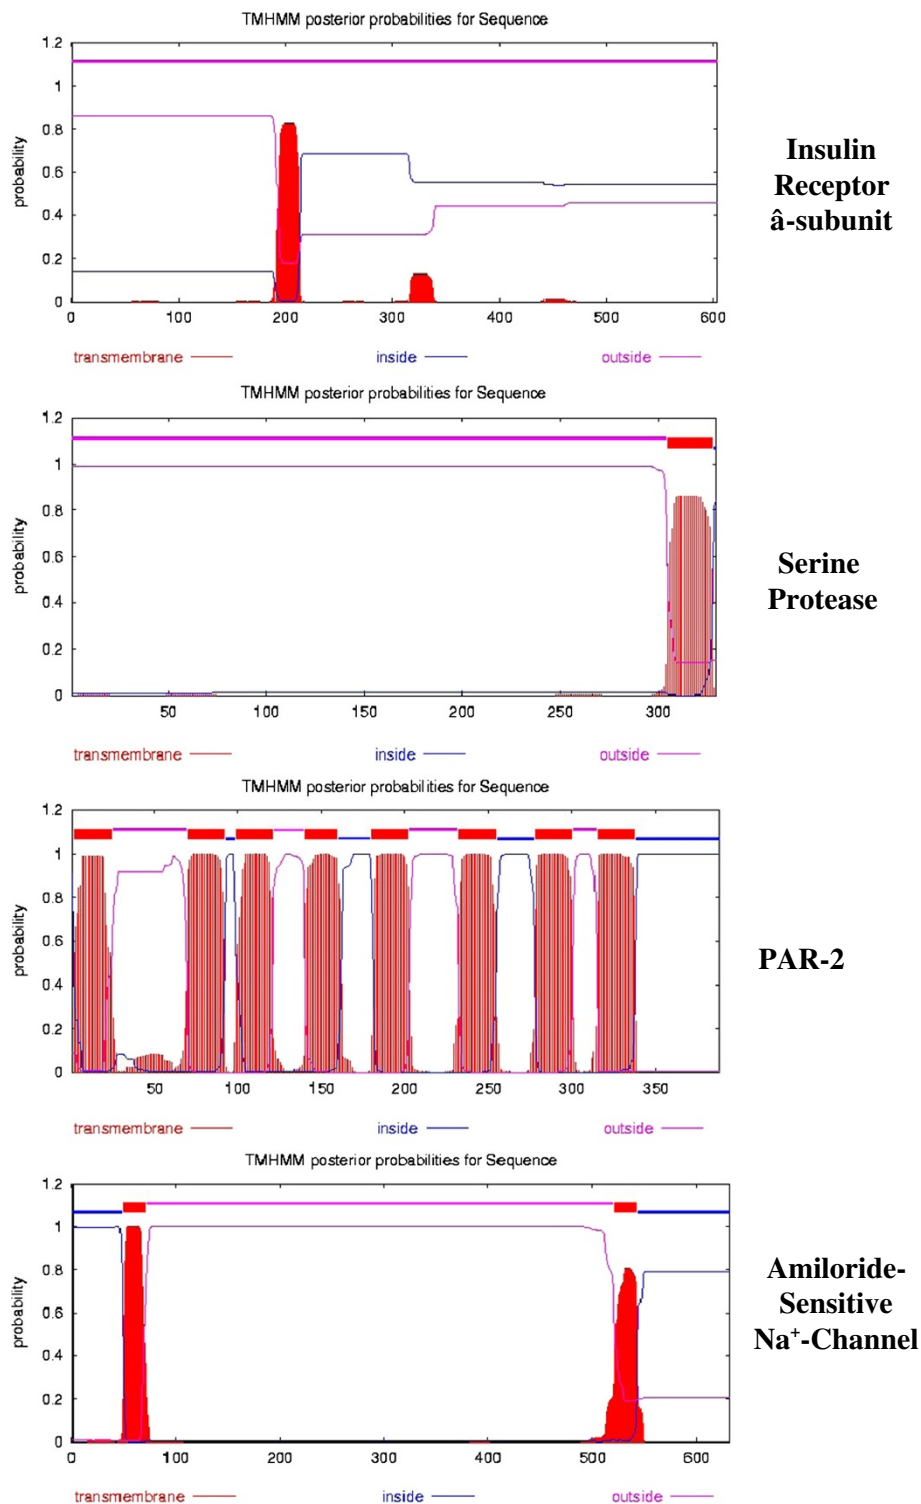 TMHMM posterior probabilities for Sequence
1.2
1
0.8
0.6
0.4
0.2
0
probability
0 100 200 300 400 500 600
transmembrane inside outside
Insulin
Receptor
â-subunit
TMHMM posterior probabilities for Sequence
1.2
1
0.8
0.6
0.4
0.2
0
probability
50 100 150 200 250 300
transmembrane inside outside
Serine
Protease
TMHMM posterior probabilities for Sequence
1.2
1
0.8
0.6
0.4
0.2
0
probability
50 100 150 200 250 300 350
transmembrane inside outside
PAR-2
TMHMM posterior probabilities for Sequence
1.2
1
0.8
0.6
0.4
0.2
0
probability
0 100 200 300 400 500 600
transmembrane inside outside
Amiloride-
Sensitive
Na⁺-Channel